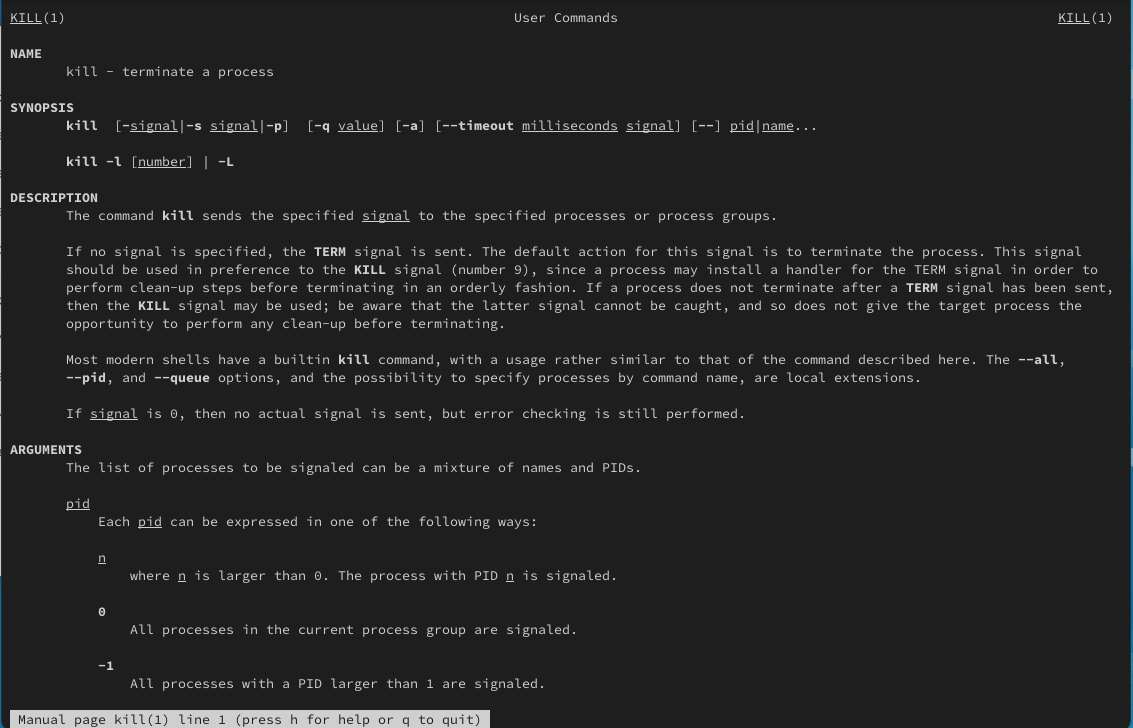 KILL(1) User Commands KILL(1)
NAME
kill - terminate a process
SYNOPSIS
kill [-signal|-s signal|-p] [-q value] [-a] [--timeout milliseconds signal] [--] pid|name...
kill -l [number] | -L
DESCRIPTION
The command kill sends the specified signal to the specified processes or process groups.
If no signal is specified, the TERM signal is sent. The default action for this signal is to terminate the process. This signal
should be used in preference to the KILL signal (number 9), since a process may install a handler for the TERM signal in order to
perform clean-up steps before terminating in an orderly fashion. If a process does not terminate after a TERM signal has been sent,
then the KILL signal may be used; be aware that the latter signal cannot be caught, and so does not give the target process the
opportunity to perform any clean-up before terminating.
Most modern shells have a builtin kill command, with a usage rather similar to that of the command described here. The --all,
--pid, and --queue options, and the possibility to specify processes by command name, are local extensions.
If signal is 0, then no actual signal is sent, but error checking is still performed.
ARGUMENTS
The list of processes to be signaled can be a mixture of names and PIDs.
pid
Each pid can be expressed in one of the following ways:
n
where n is larger than 0. The process with PID n is signaled.
0
All processes in the current process group are signaled.
-1
All processes with a PID larger than 1 are signaled.
Manual page kill(1) line 1 (press h for help or q to quit)